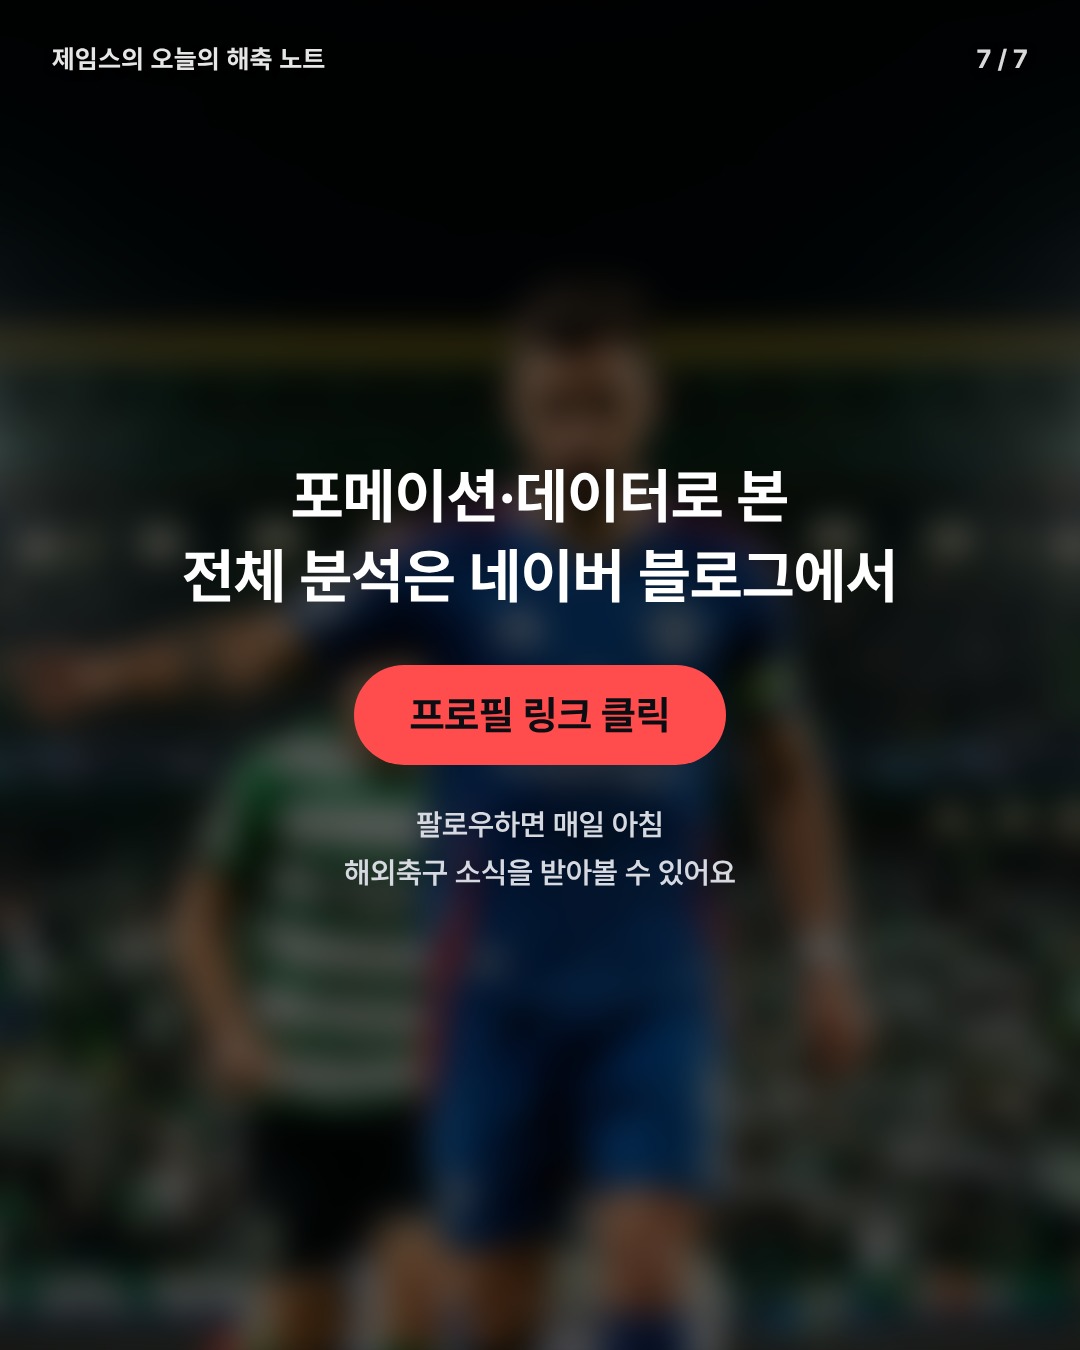 제임스의 오늘의 해축 노트
7 / 7
포메이션·데이터로 본
전체 분석은 네이버 블로그에서
프로필 링크 클릭
팔로우하면 매일 아침
해외축구 소식을 받아볼 수 있어요